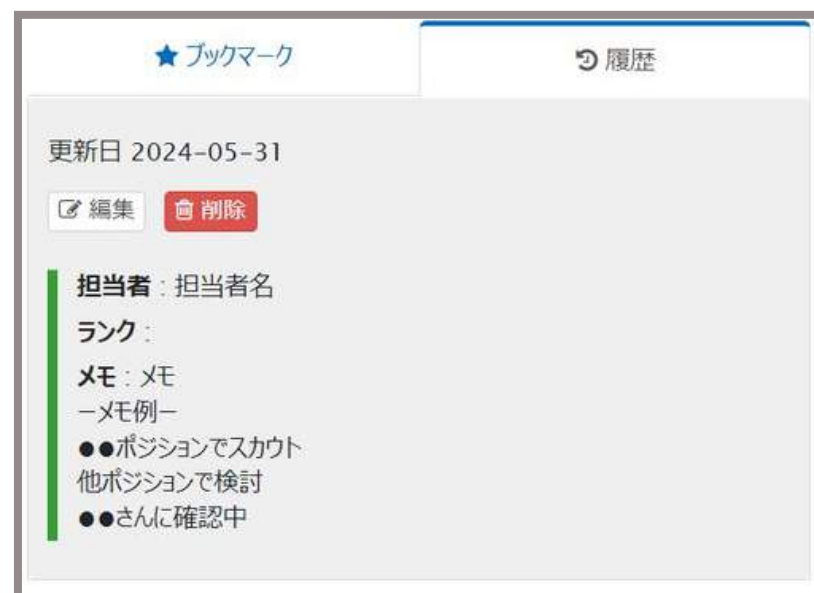 ブックマーク
履歴
更新日 2024-05-31
編集
削除
担当者 : 担当者名
ランク :
メモ : メモ
ーメモ例ー
●●ポジションでスカウト
他ポジションで検討
●●さんに確認中